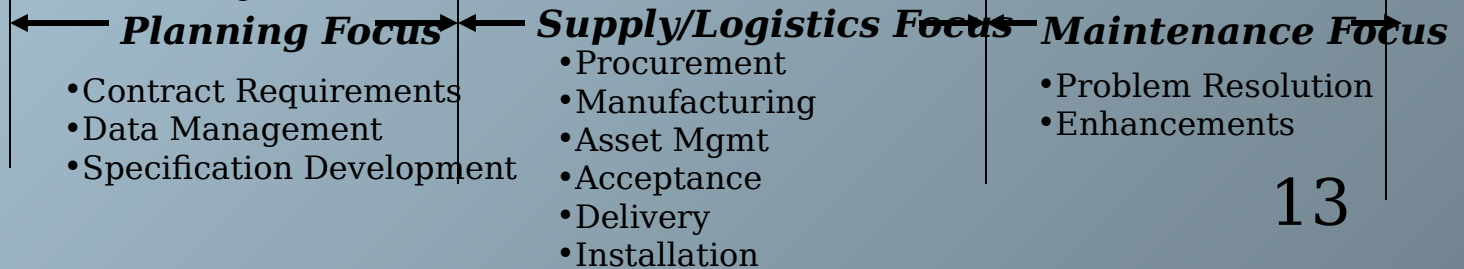 Planning Focus
•Contract Requirements
•Data Management
•Specification Development
Supply/Logistics Focus
•Procurement
•Manufacturing
•Asset Mgmt
•Acceptance
•Delivery
•Installation
Maintenance Focus
•Problem Resolution
•Enhancements
13